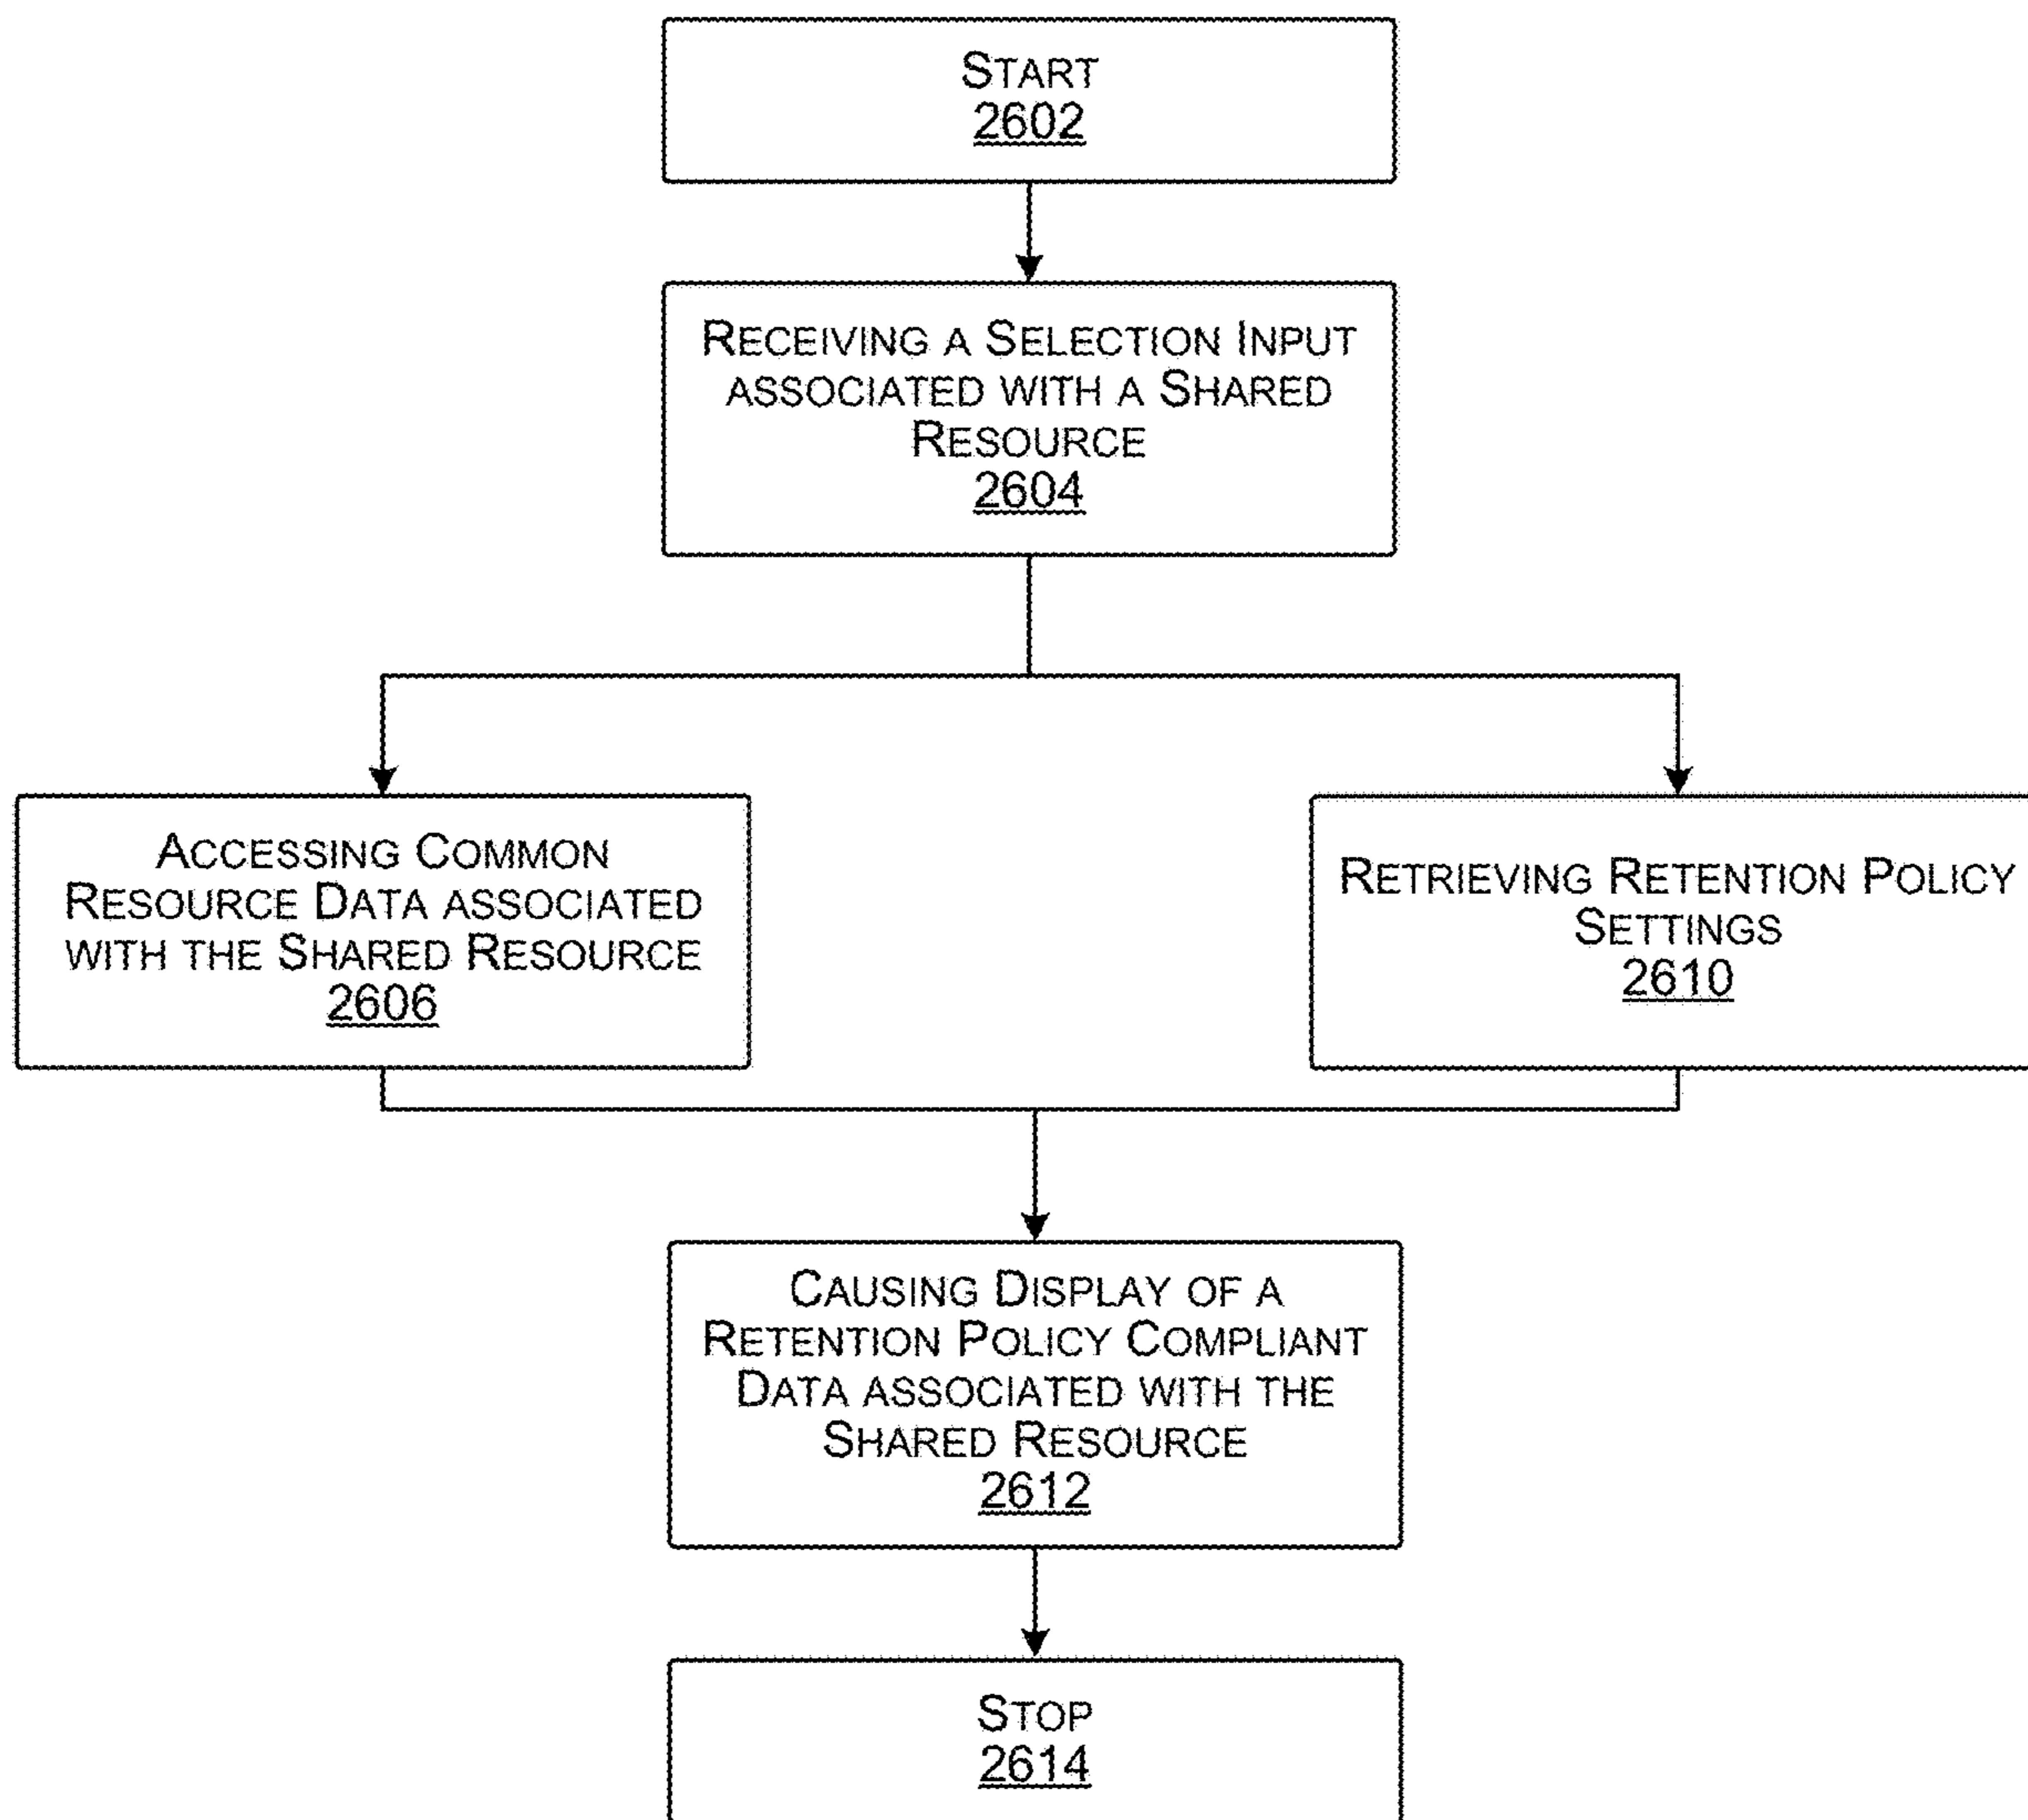 START
2602
RECEIVING A SELECTION INPUT
ASSOCIATED WITH A SHARED
RESOURCE
2604
ACCESSING COMMON
RESOURCE DATA ASSOCIATED
WITH THE SHARED RESOURCE
2606
RETRIEVING RETENTION POLICY
SETTINGS
2610
CAUSING DISPLAY OF A
RETENTION POLICY COMPLIANT
DATA ASSOCIATED WITH THE
SHARED RESOURCE
2612
STOP
2614